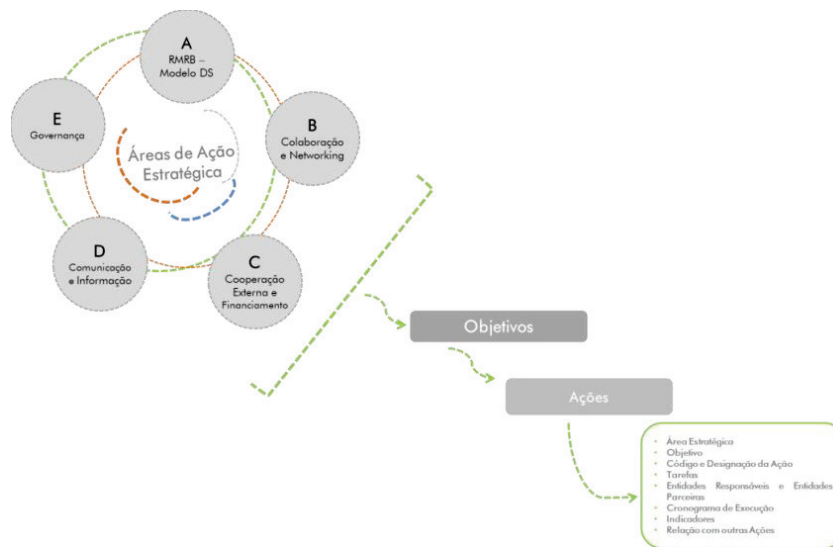 A
RMRB –
Modelo DS
E
Governança
B
Colaboração
e Networking
Áreas de Ação
Estratégica
D
Comunicação
e Informação
C
Cooperação
Externa e
Financiamento
Objetivos
Ações
• Área Estratégica
• Objetivo
• Código e Designação da Ação
• Tarefas
• Entidades Responsáveis e Entidades
Parceiras
• Cronograma de Execução
• Indicadores
• Relação com outras Ações